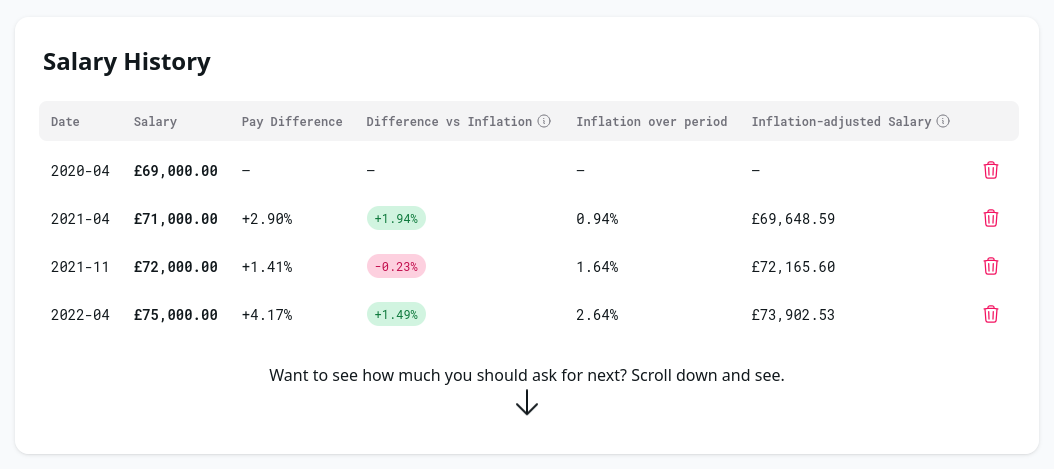 Salary History
Date Salary Pay Difference Difference vs Inflation Inflation over period Inflation-adjusted Salary
2020-04 £69,000.00 – – – –
2021-04 £71,000.00 +2.90% +1.94% 0.94% £69,648.59
2021-11 £72,000.00 +1.41% -0.23% 1.64% £72,165.60
2022-04 £75,000.00 +4.17% +1.49% 2.64% £73,902.53
Want to see how much you should ask for next? Scroll down and see.